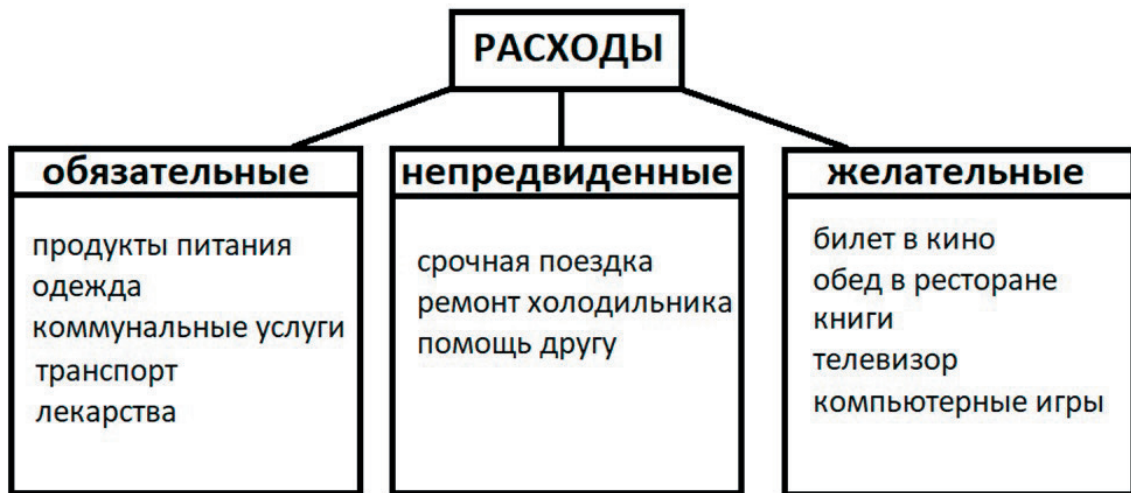 РАСХОДЫ
обязательные
продукты питания
одежда
коммунальные услуги
транспорт
лекарства
непредвиденные
срочная поездка
ремонт холодильника
помощь другу
желательные
билет в кино
обед в ресторане
книги
телевизор
компьютерные игры